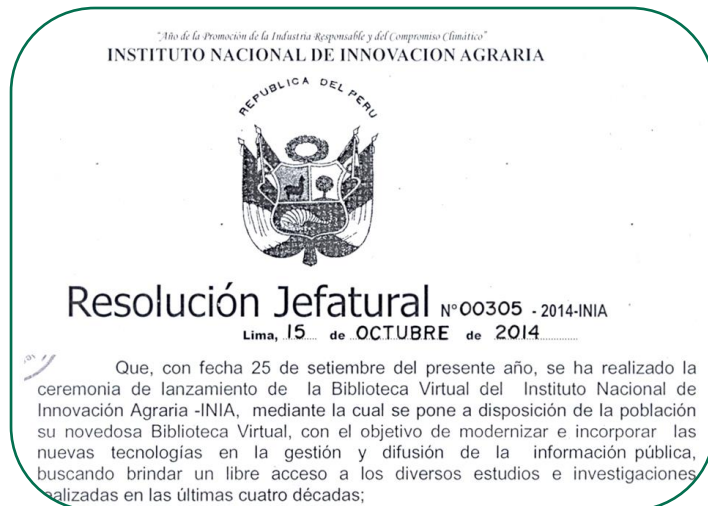 "Año de la Promoción de la Industria Responsable y del Compromiso Climático"
INSTITUTO NACIONAL DE INNOVACION AGRARIA
REPUBLICA DEL PERU
Resolución Jefatural N° 00305 - 2014-INIA
Lima, 15 de OCTUBRE de 2014
Que, con fecha 25 de setiembre del presente año, se ha realizado la
ceremonia de lanzamiento de la Biblioteca Virtual del Instituto Nacional de
Innovación Agraria -INIA, mediante la cual se pone a disposición de la población
su novedosa Biblioteca Virtual, con el objetivo de modernizar e incorporar las
nuevas tecnologías en la gestión y difusión de la información pública,
buscando brindar un libre acceso a los diversos estudios e investigaciones
ealizadas en las últimas cuatro décadas;